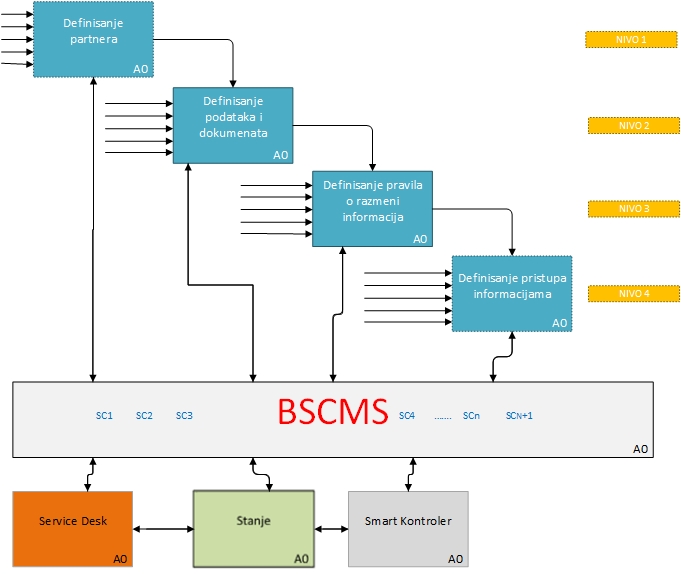 Definisanje
partnera
A0
NIVO 1
Definisanje
podataka i
dokumenata
A0
NIVO 2
Definisanje pravila
o razmeni
informacija
A0
NIVO 3
Definisanje pristupa
informacijama
A0
NIVO 4
SC1 SC2 SC3 BSCMS SC4 ....... SCn SCN+1
A0
Service Desk
A0
Stanje
A0
Smart Kontroler
A0